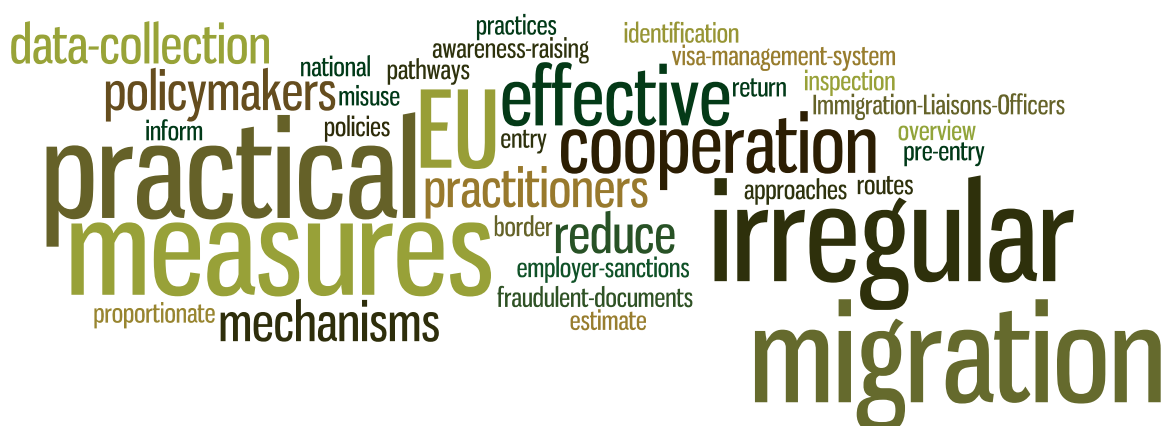 practices
identification
data-collection
awareness-raising
visa-management-system
national
pathways
effective
return
inspection
policymakers
misuse
EU
Immigration-Liaisons-Officers
inform
policies
entry
cooperation
overview
pre-entry
practical
practitioners
approaches
routes
irregular
measures
border
reduce
employer-sanctions
fraudulent-documents
proportionate
mechanisms
estimate
migration